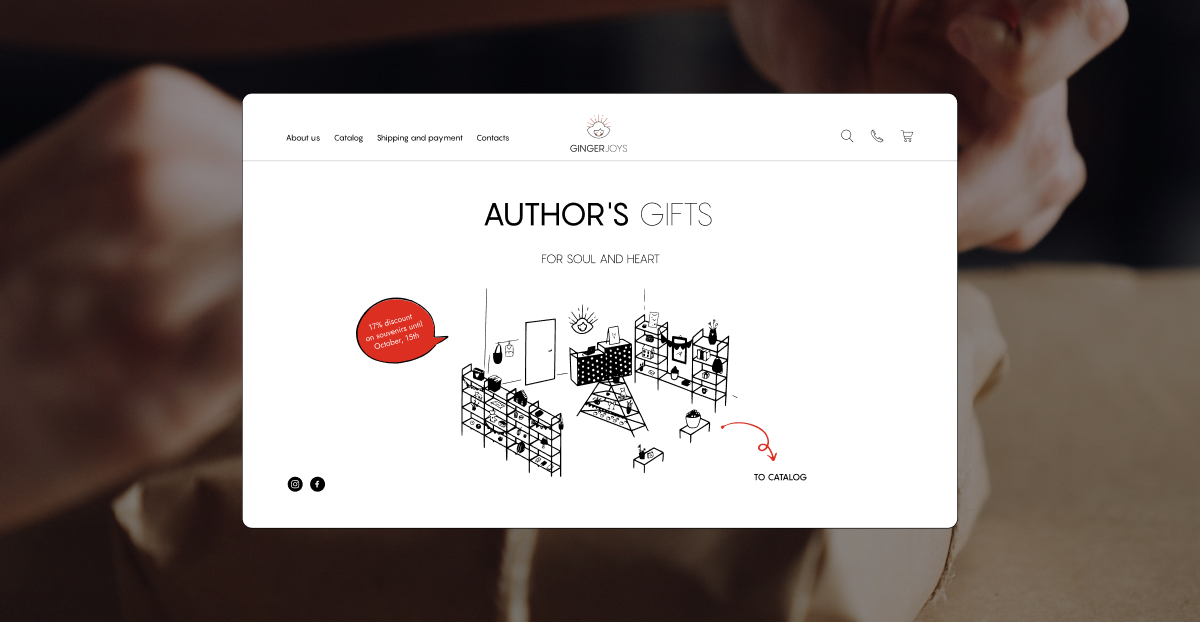 About us
Catalog
Shipping and payment
Contacts
GINGERJOYS
AUTHOR'S GIFTS
FOR SOUL AND HEART
17% discount
on souvenirs until
October, 15th
TO CATALOG